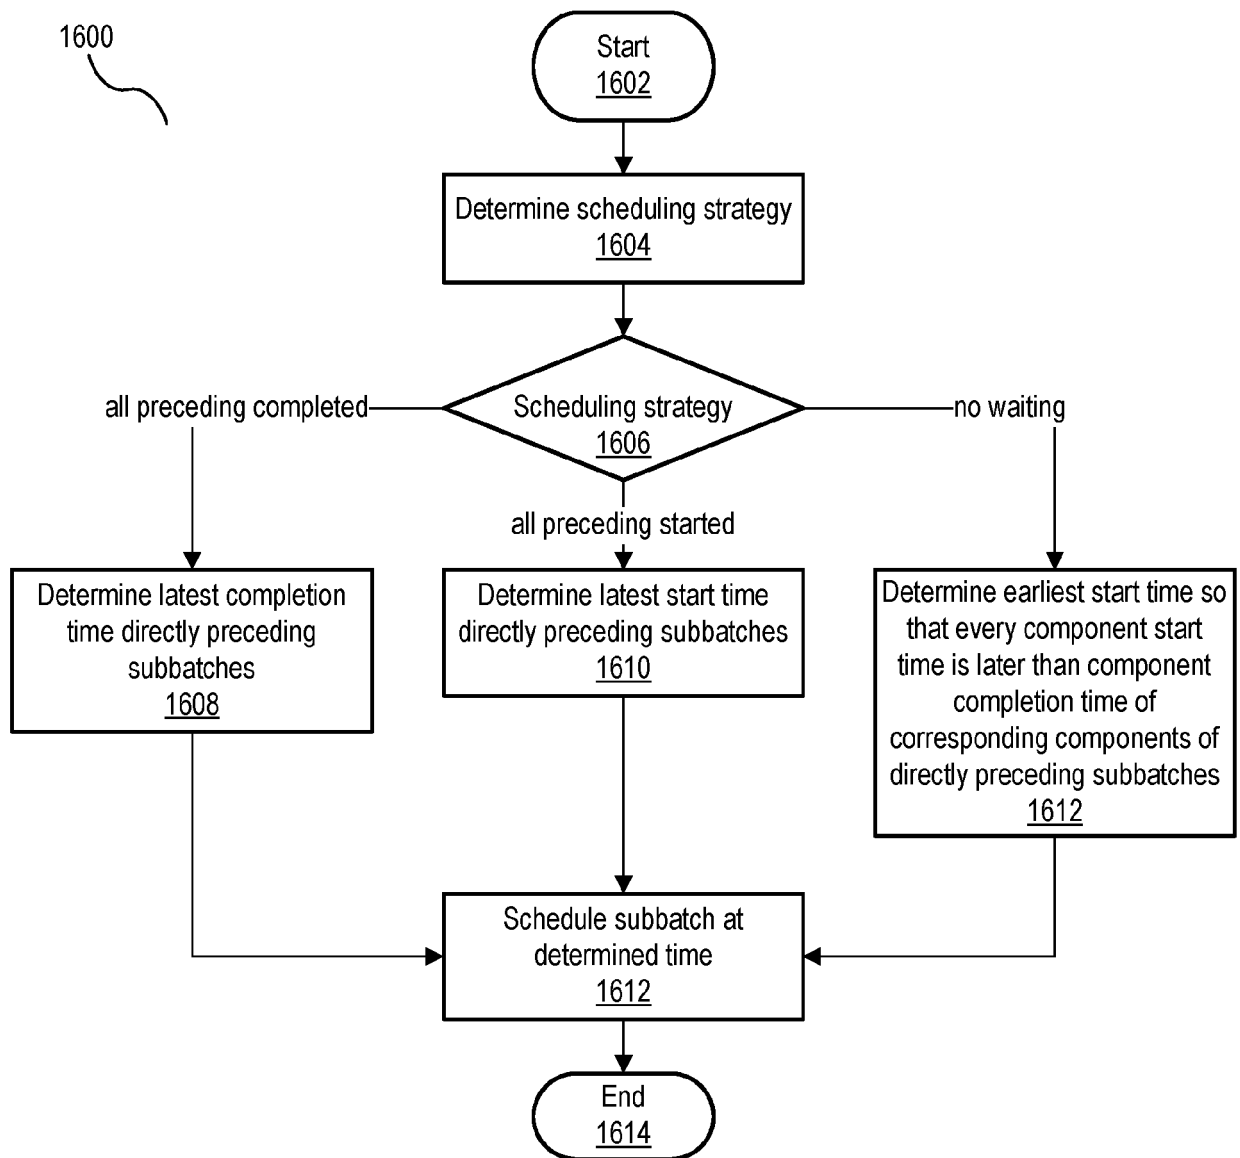 1600
Start
1602
Determine scheduling strategy
1604
Scheduling strategy
1606
all preceding completed
no waiting
all preceding started
Determine latest completion
time directly preceding
subbatches
1608
Determine latest start time
directly preceding subbatches
1610
Determine earliest start time so
that every component start
time is later than component
completion time of
corresponding components of
directly preceding subbatches
1612
Schedule subbatch at
determined time
1612
End
1614